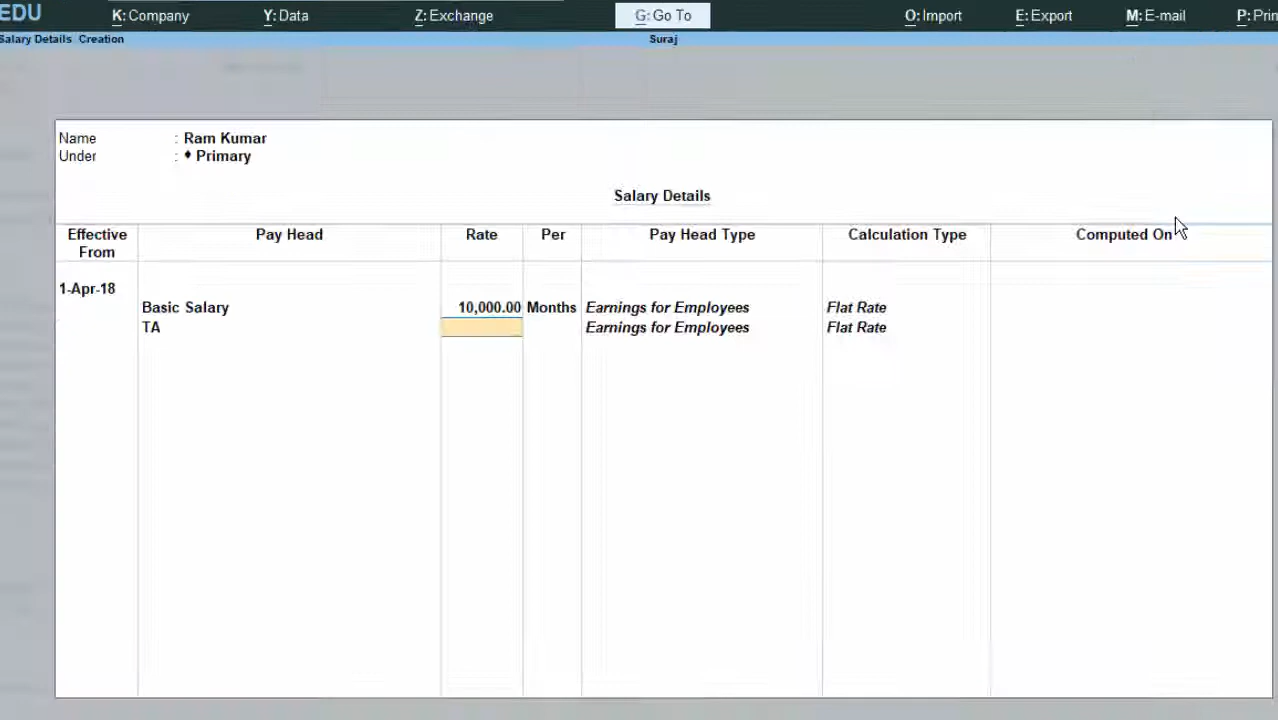 EDU K: Company Y: Data Z: Exchange G: Go To O: Import E: Export M: E-mail P: Prin
Salary Details Creation Suraj
Name : Ram Kumar
Under : ♦ Primary
Salary Details
Effective From Pay Head Rate Per Pay Head Type Calculation Type Computed On
1-Apr-18
Basic Salary 10,000.00 Months Earnings for Employees Flat Rate
TA Earnings for Employees Flat Rate